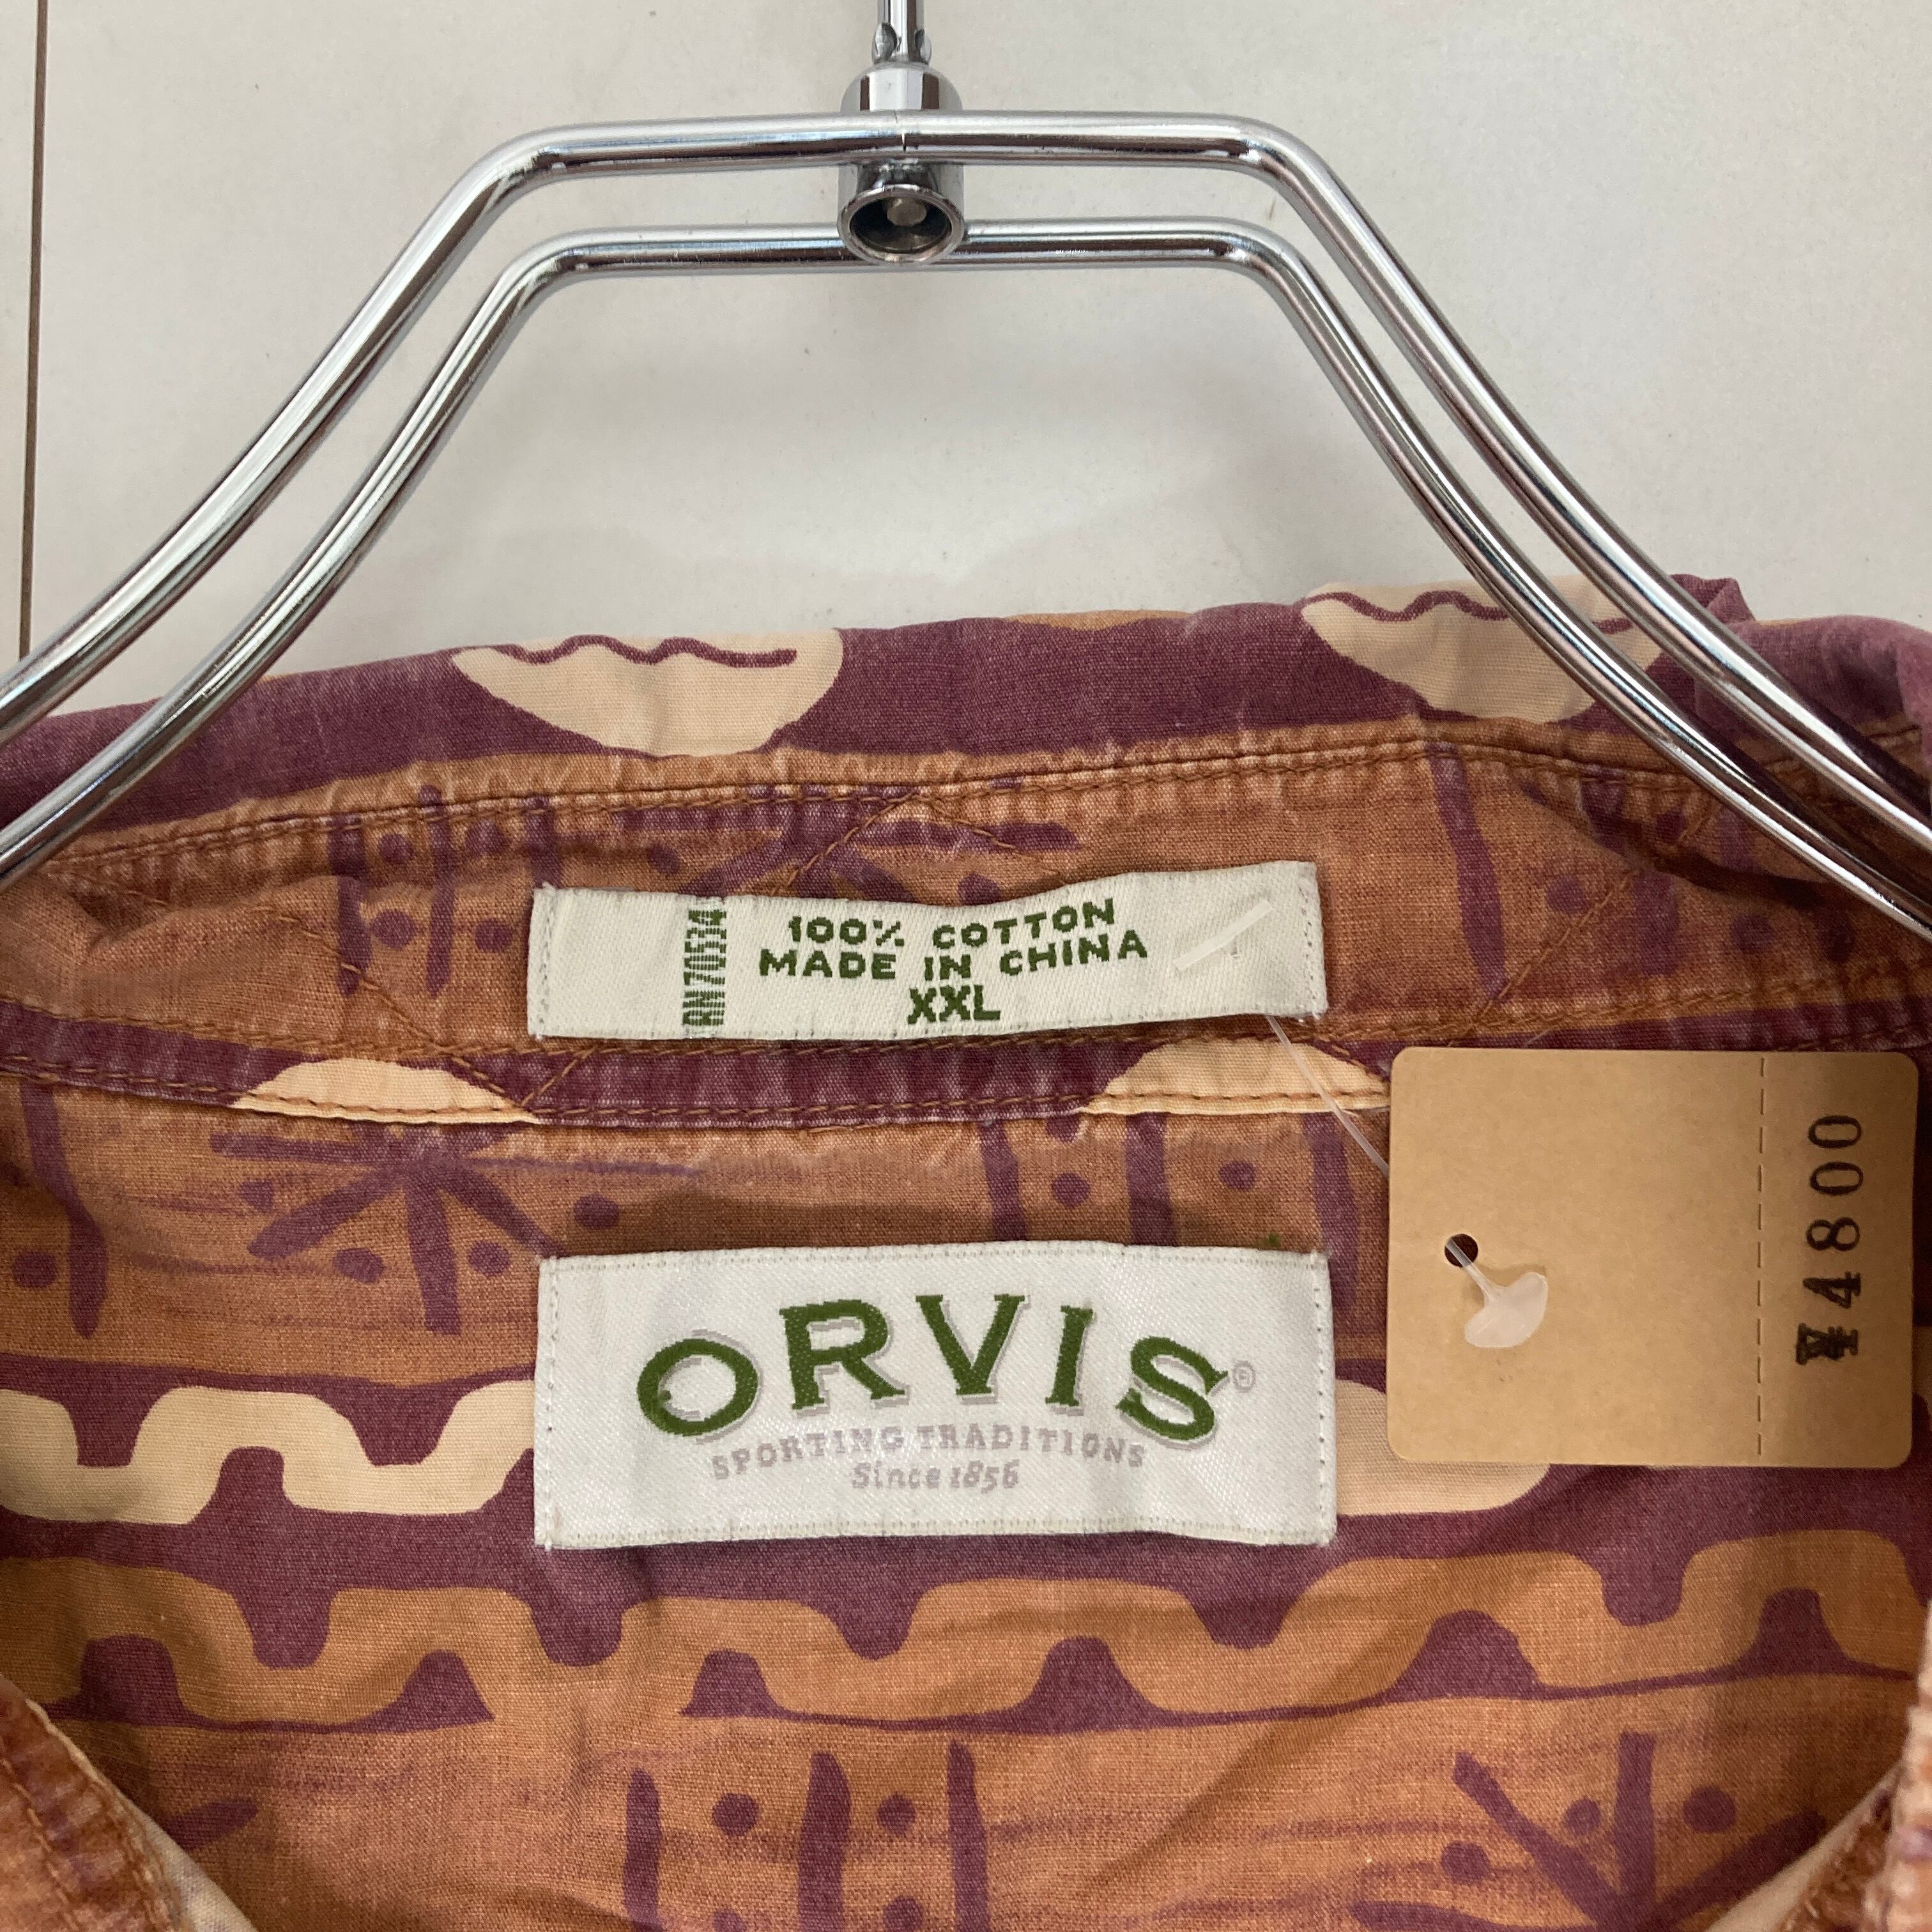 RN70534
100% COTTON
MADE IN CHINA
XXL
ORVIS®
SPORTING TRADITIONS
Since 1856
¥4800